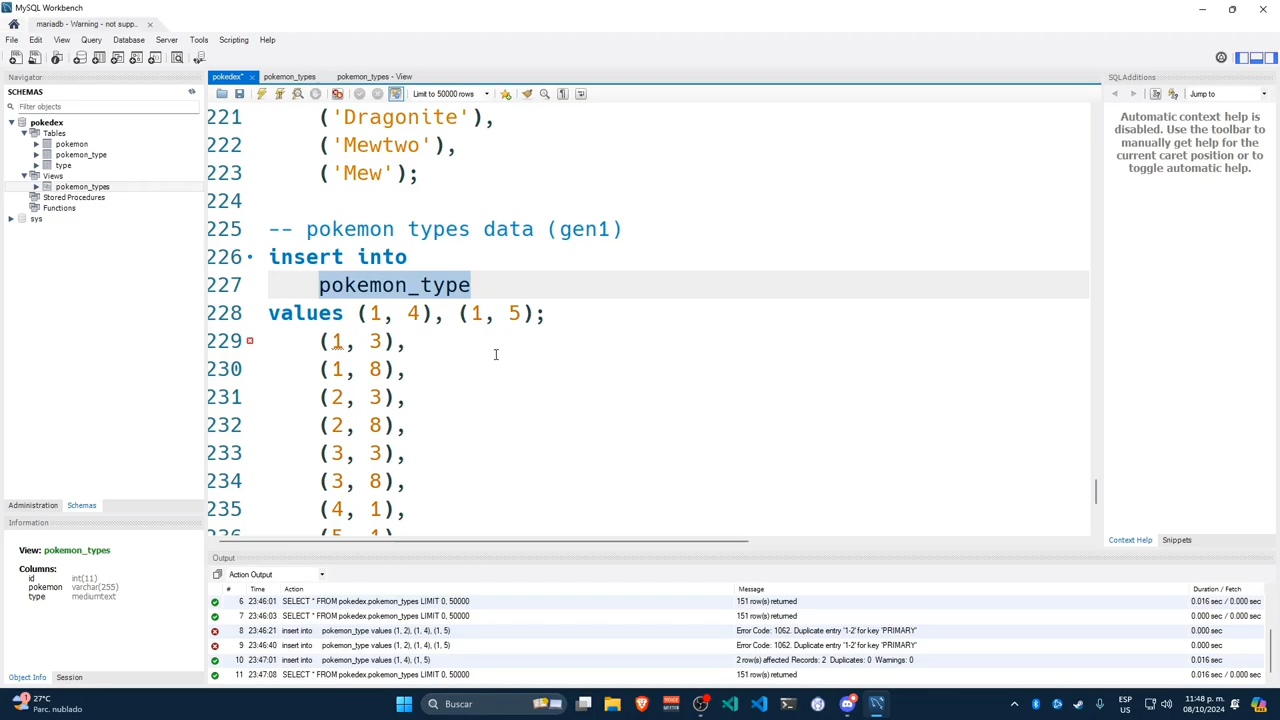 MySQL Workbench
mariadb - Warning - not supp...
File Edit View Query Database Server Tools Scripting Help
Navigator
SCHEMAS
Filter objects
pokedex
Tables
pokemon
pokemon_type
type
Views
pokemon_types
Stored Procedures
Functions
sys
Administration Schemas
Information
View: pokemon_types
Columns:
id int(11)
pokemon varchar(255)
type mediumtext
Object Info Session
pokedex* pokemon_types pokemon_types - View
Limit to 50000 rows
221 ('Dragonite'),
222 ('Mewtwo'),
223 ('Mew');
224
225 -- pokemon types data (gen1)
226 insert into
227 pokemon_type
228 values (1, 4), (1, 5);
229 (1, 3),
230 (1, 8),
231 (2, 3),
232 (2, 8),
233 (3, 3),
234 (3, 8),
235 (4, 1),
236 (5, 1)
SQLAdditions
Jump to
Automatic context help is
disabled. Use the toolbar to
manually get help for the
current caret position or to
toggle automatic help.
Context Help Snippets
Output
Action Output
# Time Action Message Duration / Fetch
6 23:46:01 SELECT * FROM pokedex.pokemon_types LIMIT 0, 50000 151 row(s) returned 0.016 sec / 0.000 sec
7 23:46:03 SELECT * FROM pokedex.pokemon_types LIMIT 0, 50000 151 row(s) returned 0.016 sec / 0.000 sec
8 23:46:21 insert into pokemon_type values (1, 2), (1, 4), (1, 5) Error Code: 1062. Duplicate entry '1-2' for key 'PRIMARY' 0.000 sec
9 23:46:40 insert into pokemon_type values (1, 2), (1, 4), (1, 5) Error Code: 1062. Duplicate entry '1-2' for key 'PRIMARY' 0.000 sec
10 23:47:01 insert into pokemon_type values (1, 4), (1, 5) 2 row(s) affected Records: 2 Duplicates: 0 Warnings: 0 0.000 sec
11 23:47:08 SELECT * FROM pokedex.pokemon_types LIMIT 0, 50000 151 row(s) returned 0.016 sec / 0.000 sec
27°C
Parc. nublado
Buscar
ESP
US
11:48 p. m.
08/10/2024